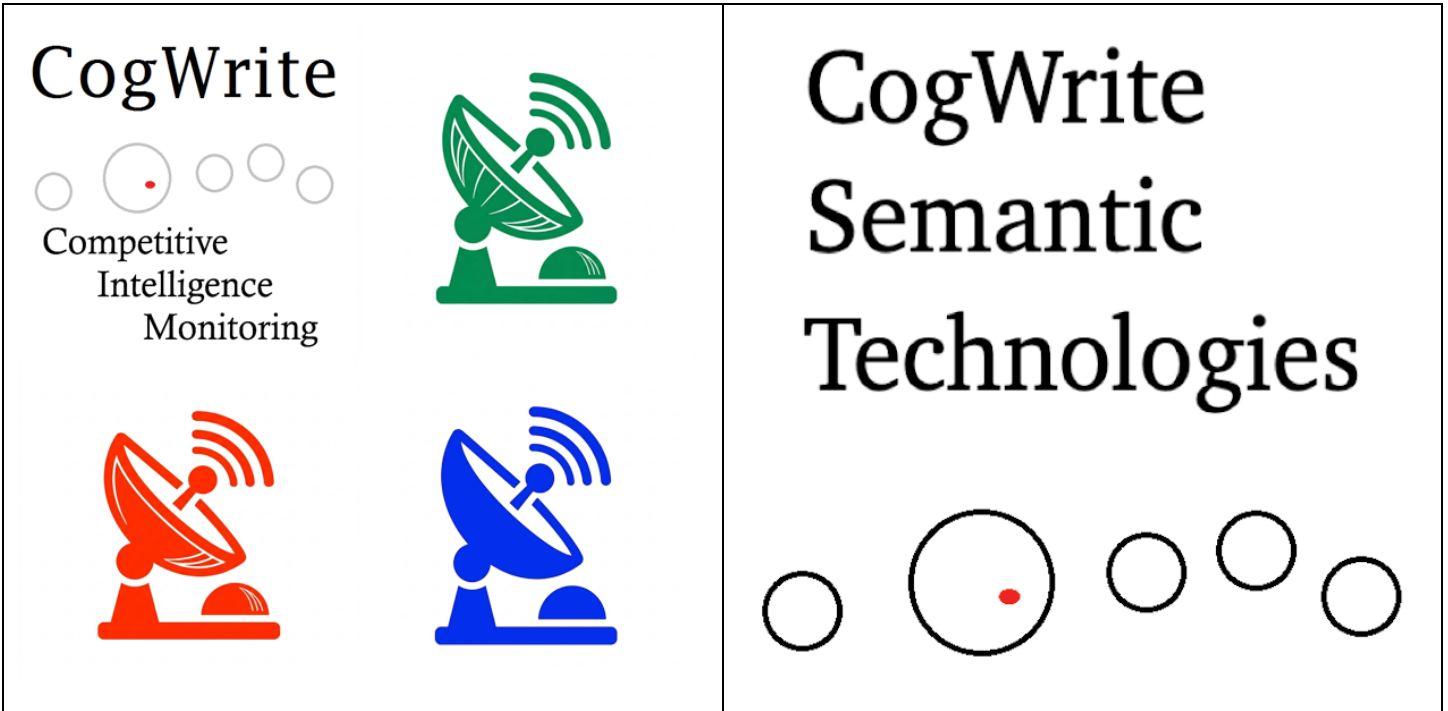 CogWrite
Competitive
Intelligence
Monitoring
CogWrite
Semantic
Technologies